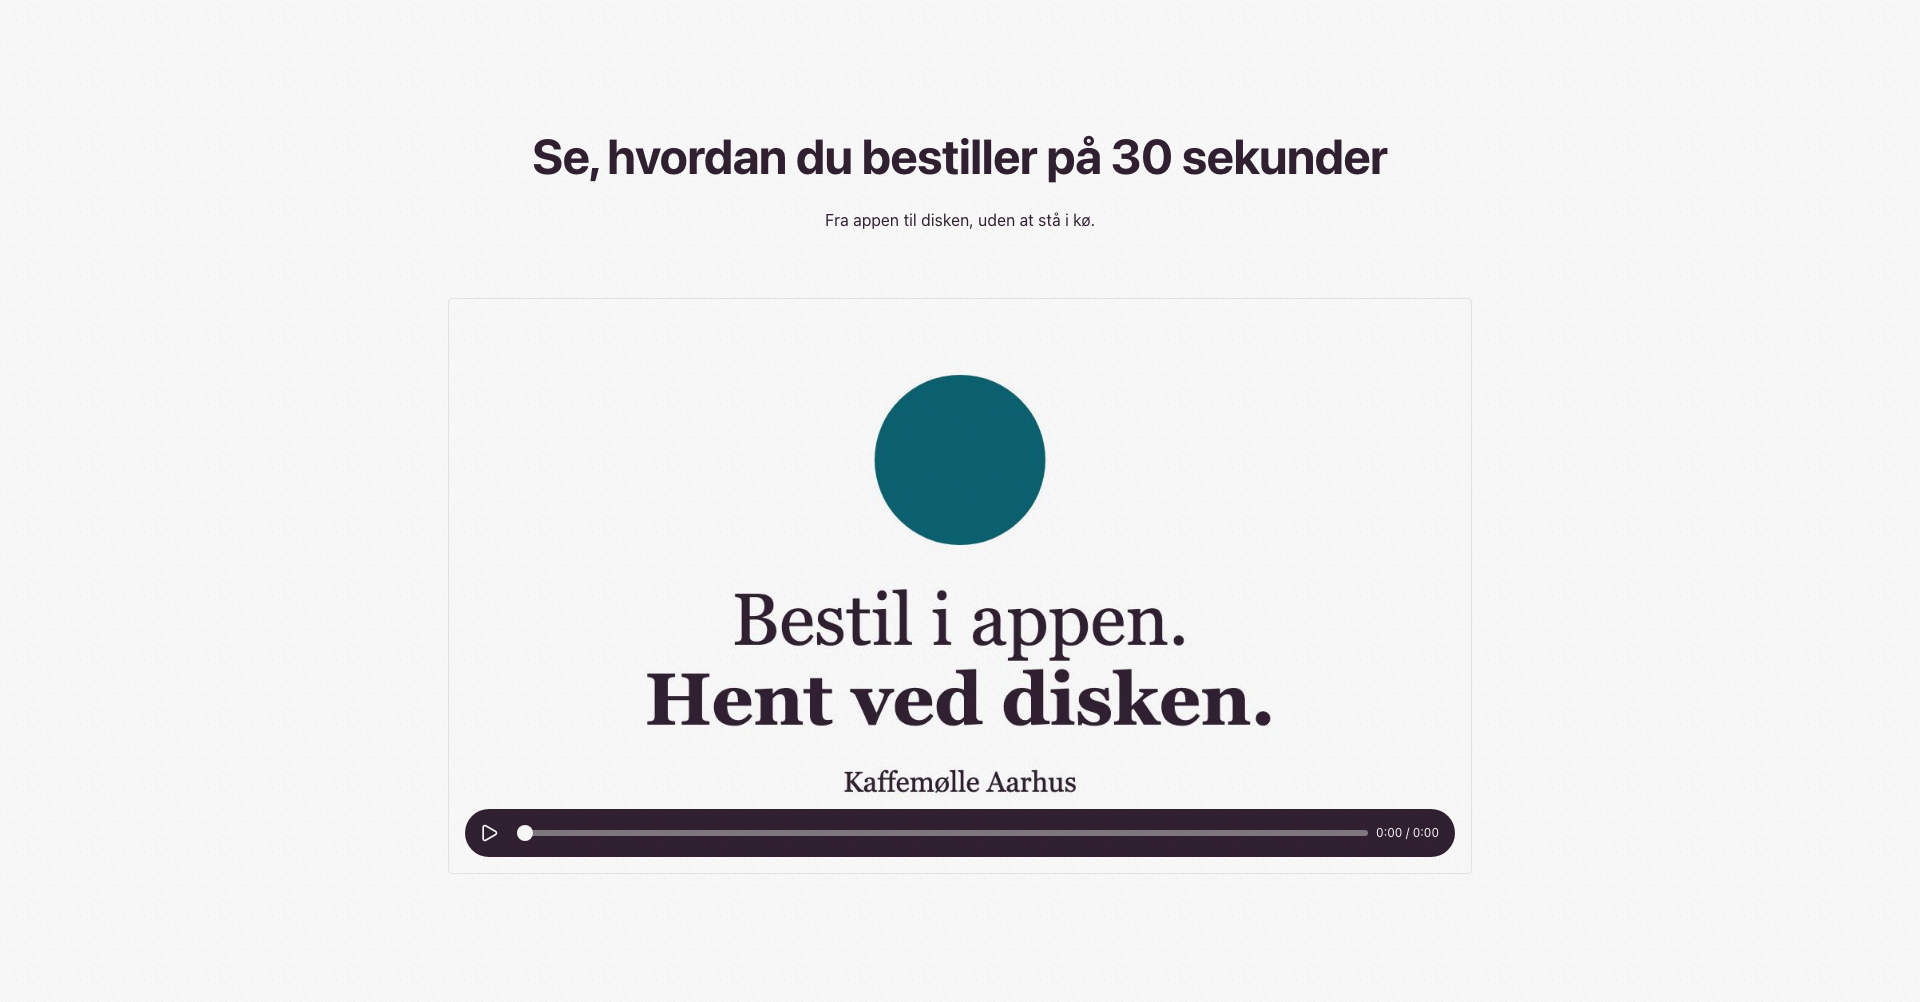 Se, hvordan du bestiller på 30 sekunder
Fra appen til disken, uden at stå i kø.
Bestil i appen.
Hent ved disken.
Kaffemølle Aarhus
0:00 / 0:00